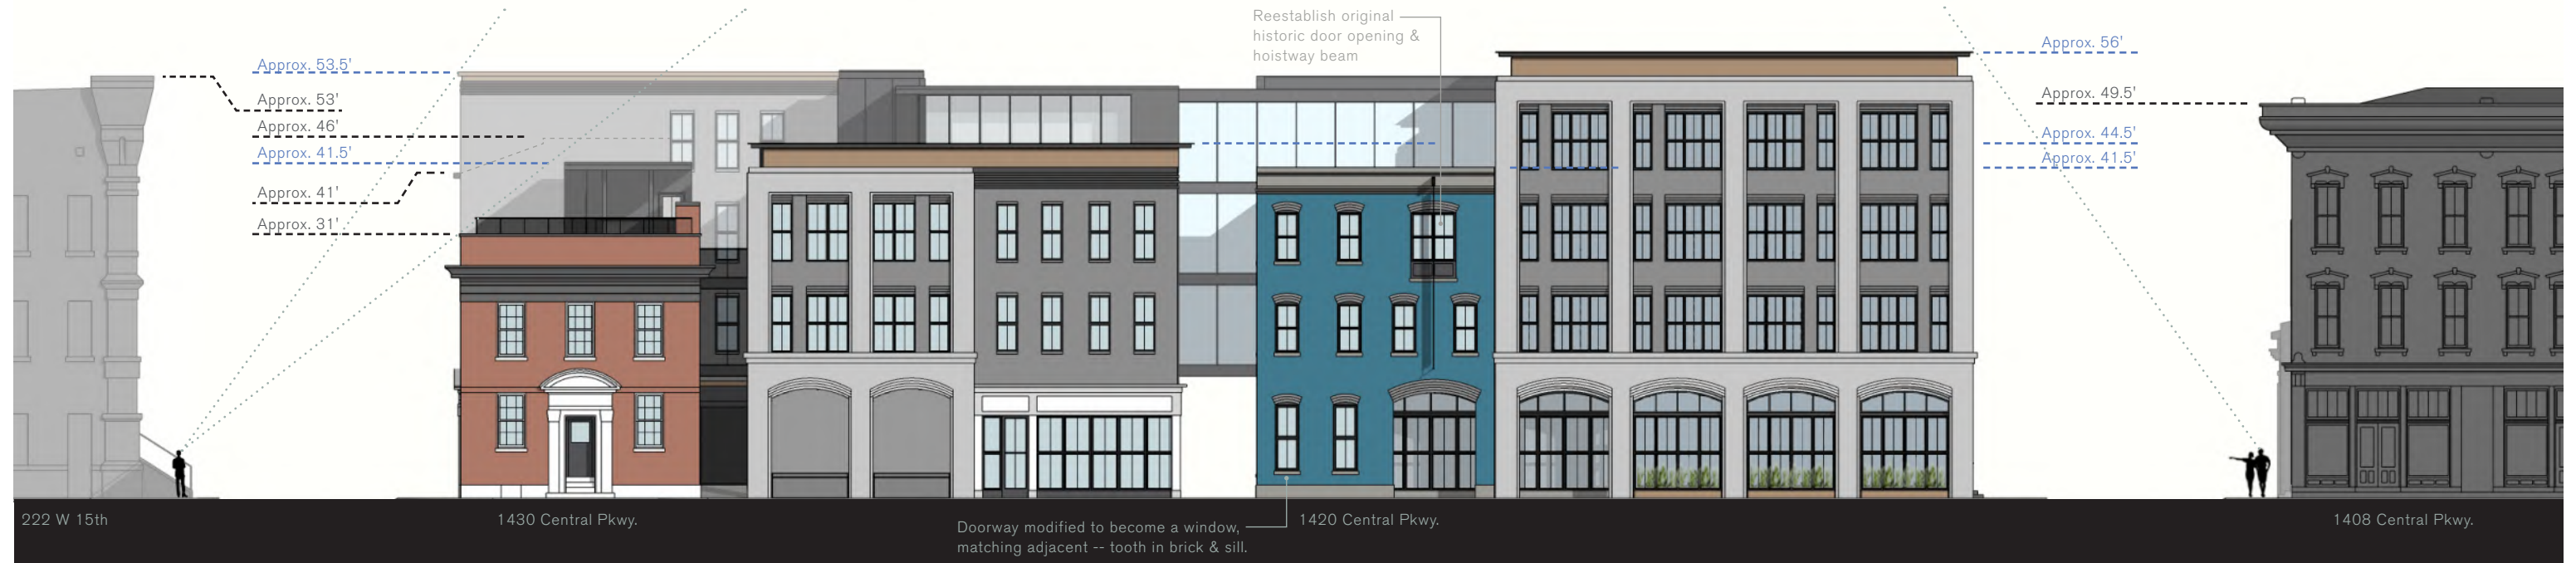 Reestablish original
historic door opening &
hoistway beam
Approx. 53.5'
Approx. 53'
Approx. 46'
Approx. 41.5'
Approx. 41'
Approx. 31'
Approx. 56'
Approx. 49.5'
Approx. 44.5'
Approx. 41.5'
222 W 15th
1430 Central Pkwy.
Doorway modified to become a window,
matching adjacent -- tooth in brick & sill.
1420 Central Pkwy.
1408 Central Pkwy.